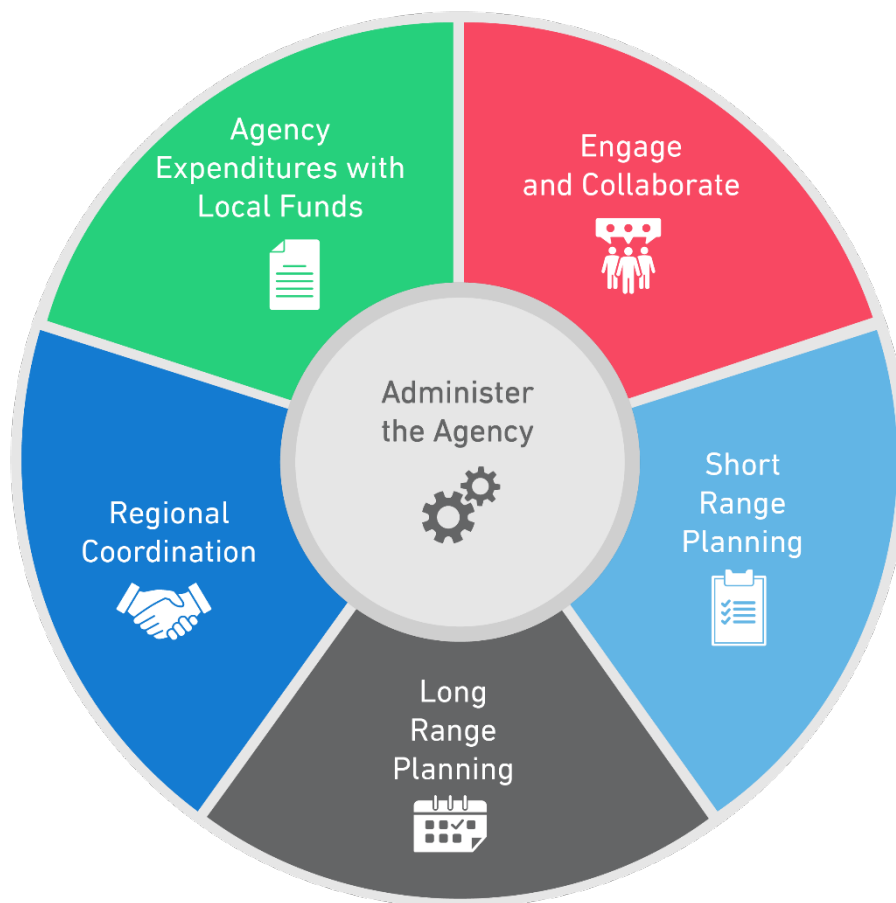 Agency
Expenditures with
Local Funds
Engage
and Collaborate
Administer
the Agency
Short
Range
Planning
Regional
Coordination
Long
Range
Planning